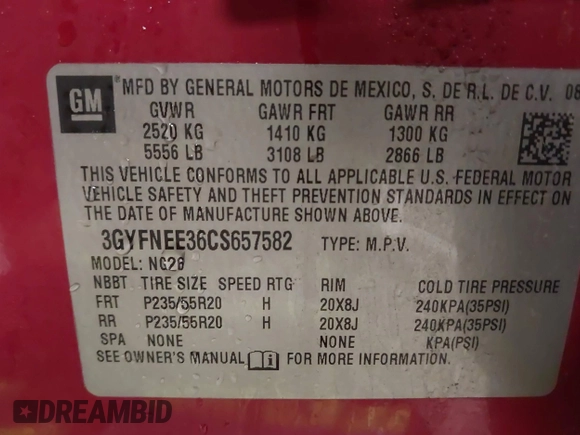 GM
MFD BY GENERAL MOTORS DE MEXICO, S. DE R.L. DE C.V. 08
GVWR GAWR FRT GAWR RR
2520 KG 1410 KG 1300 KG
5556 LB 3108 LB 2866 LB
THIS VEHICLE CONFORMS TO ALL APPLICABLE U.S. FEDERAL MOTOR
VEHICLE SAFETY AND THEFT PREVENTION STANDARDS IN EFFECT ON
THE DATE OF MANUFACTURE SHOWN ABOVE.
3GYFNEE36CS657582 TYPE: M.P.V.
MODEL: NG26
NBBT TIRE SIZE SPEED RTG RIM COLD TIRE PRESSURE
FRT P235/55R20 H 20X8J 240KPA(35PSI)
RR P235/55R20 H 20X8J 240KPA(35PSI)
SPA NONE NONE KPA(PSI)
SEE OWNER'S MANUAL i FOR MORE INFORMATION.
DREAMBID